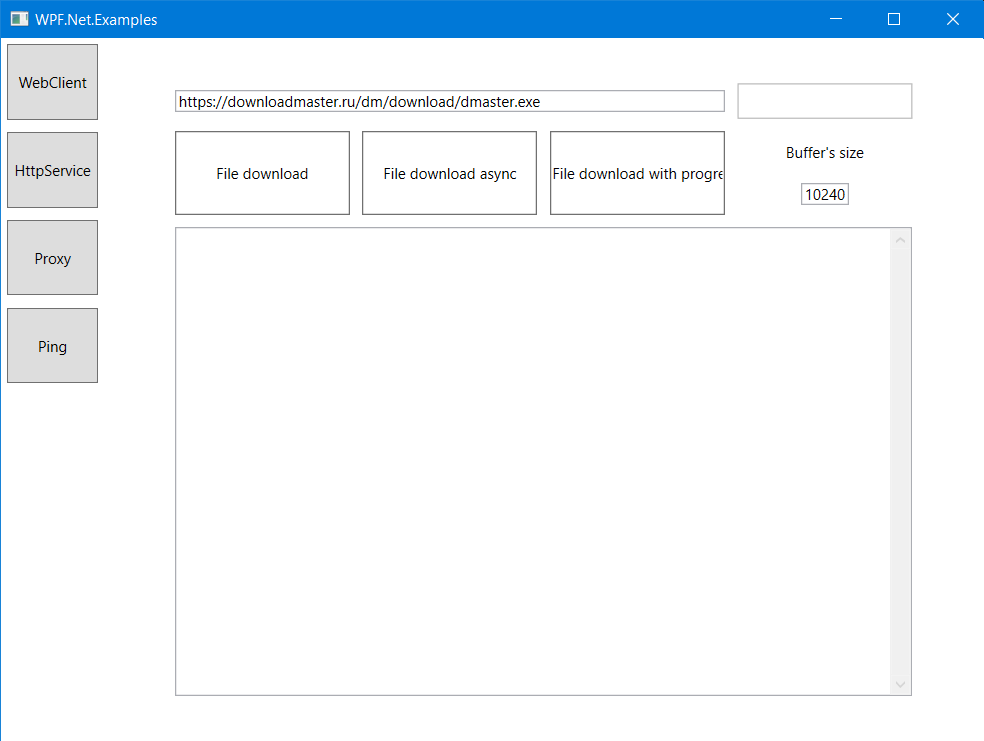 WPF.Net.Examples
WebClient
HttpService
Proxy
Ping
https://downloadmaster.ru/dm/download/dmaster.exe
File download
File download async
File download with progre
Buffer's size
10240